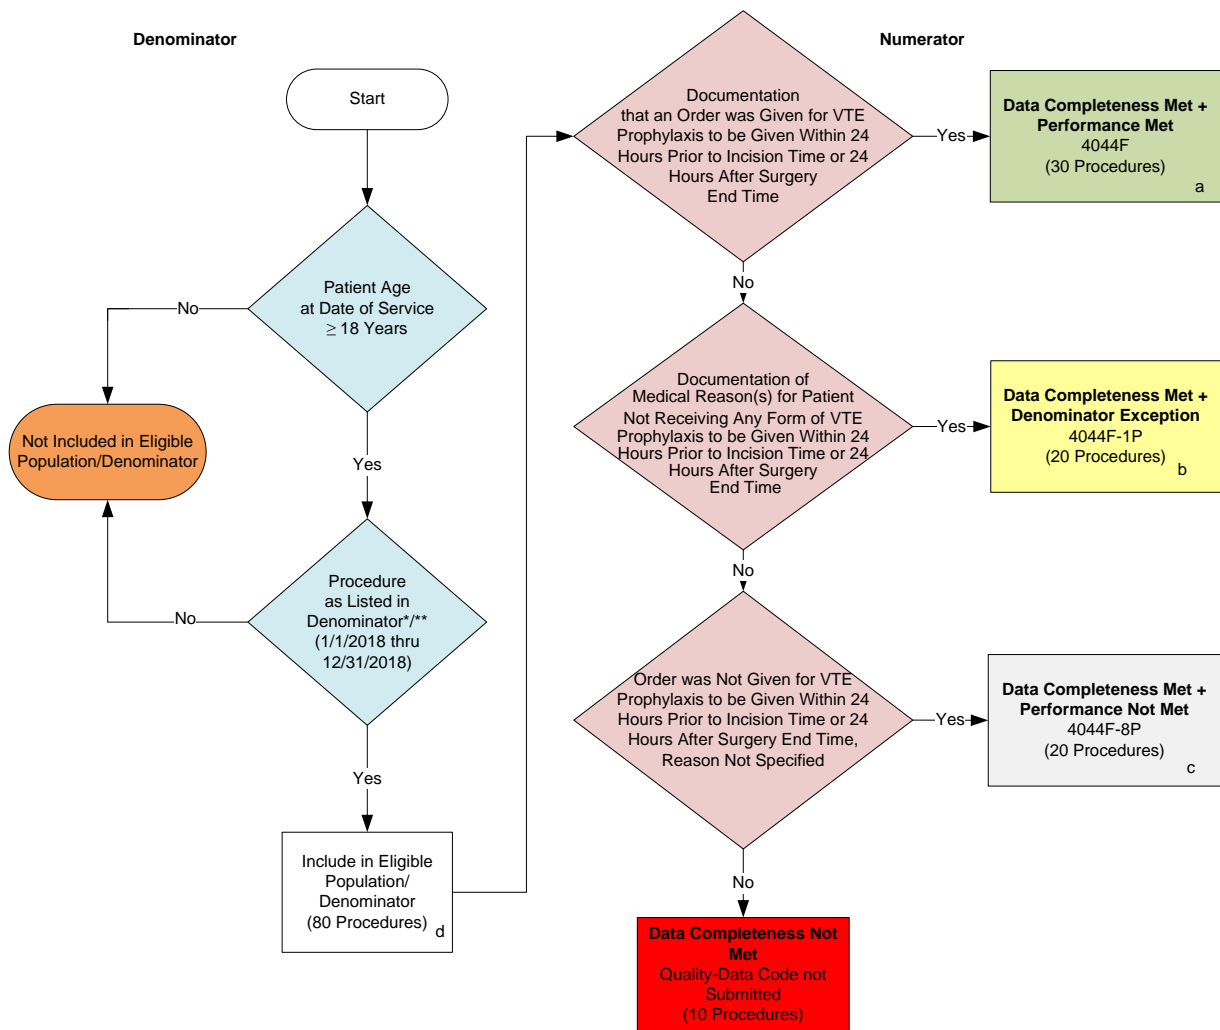 Denominator
Start
Patient Age
at Date of Service
≥ 18 Years
No
Not Included in Eligible
Population/Denominator
Yes
Procedure
as Listed in
Denominator*/**
(1/1/2018 thru
12/31/2018)
No
Yes
Include in Eligible
Population/
Denominator
(80 Procedures)
d
Numerator
Documentation
that an Order was Given for VTE
Prophylaxis to be Given Within 24
Hours Prior to Incision Time or 24
Hours After Surgery
End Time
Yes
Data Completeness Met +
Performance Met
4044F
(30 Procedures)
a
No
Documentation of
Medical Reason(s) for Patient
Not Receiving Any Form of VTE
Prophylaxis to be Given Within 24
Hours Prior to Incision Time or 24
Hours After Surgery
End Time
Yes
Data Completeness Met +
Denominator Exception
4044F-1P
(20 Procedures)
b
No
Order was Not Given for VTE
Prophylaxis to be Given Within 24
Hours Prior to Incision Time or 24
Hours After Surgery End Time,
Reason Not Specified
Yes
Data Completeness Met +
Performance Not Met
4044F-8P
(20 Procedures)
c
No
Data Completeness Not
Met
Quality-Data Code not
Submitted
(10 Procedures)